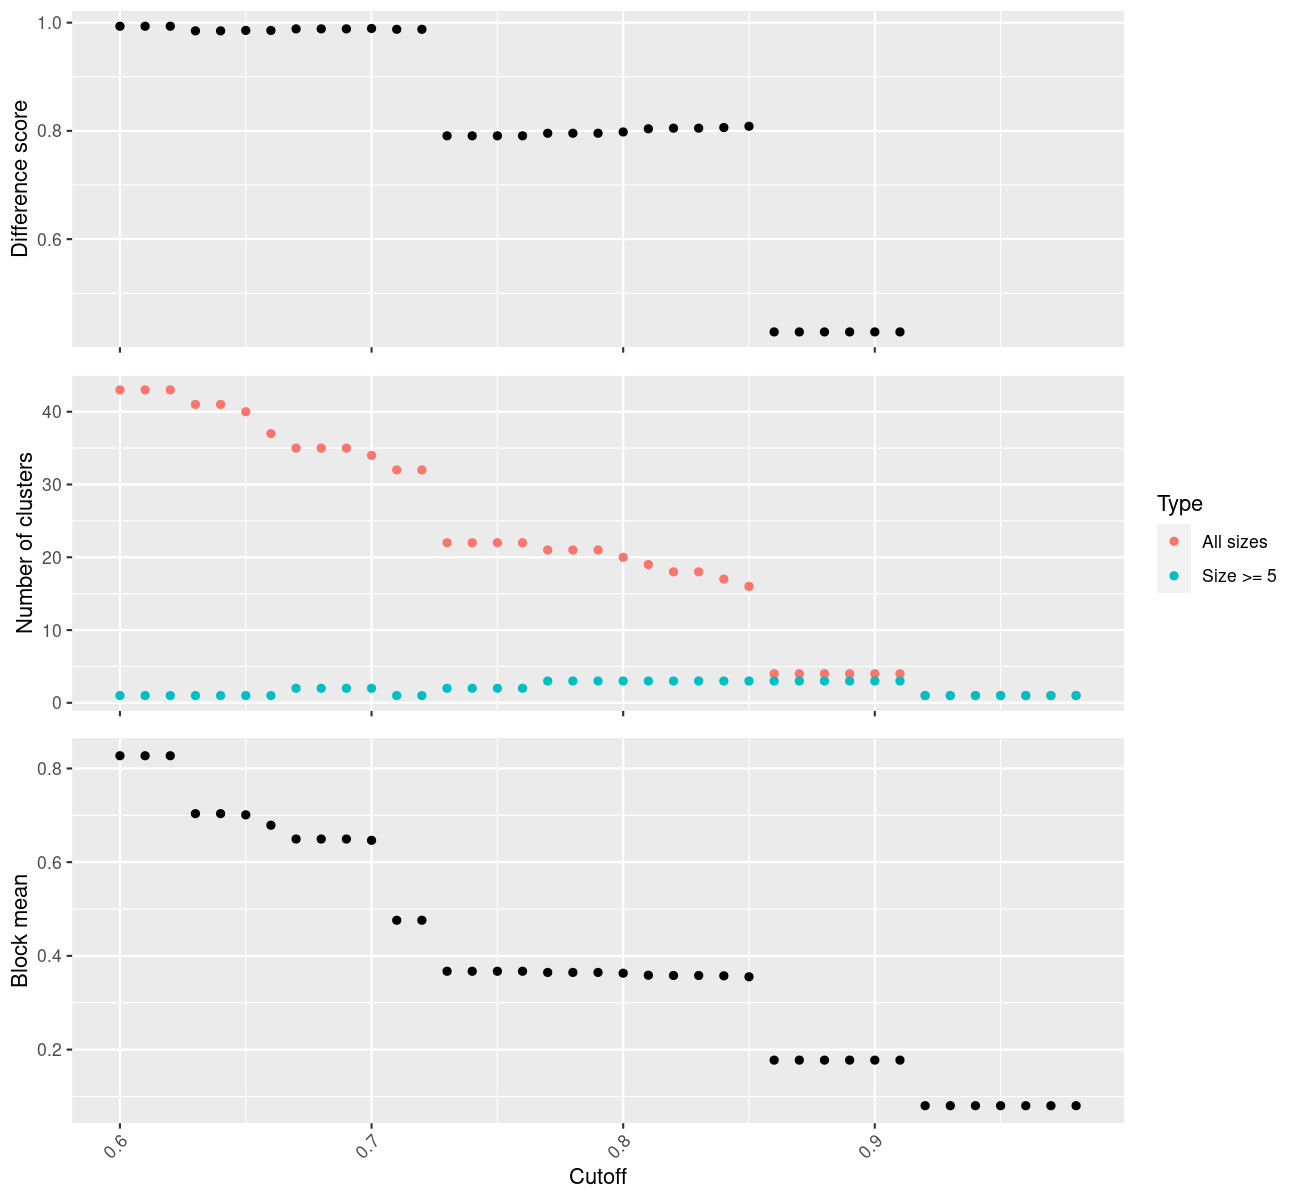 Difference score
1.0
0.8
0.6
Number of clusters
40
30
20
10
0
Type
All sizes
Size >= 5
Block mean
0.8
0.6
0.4
0.2
0.6
0.7
0.8
0.9
Cutoff